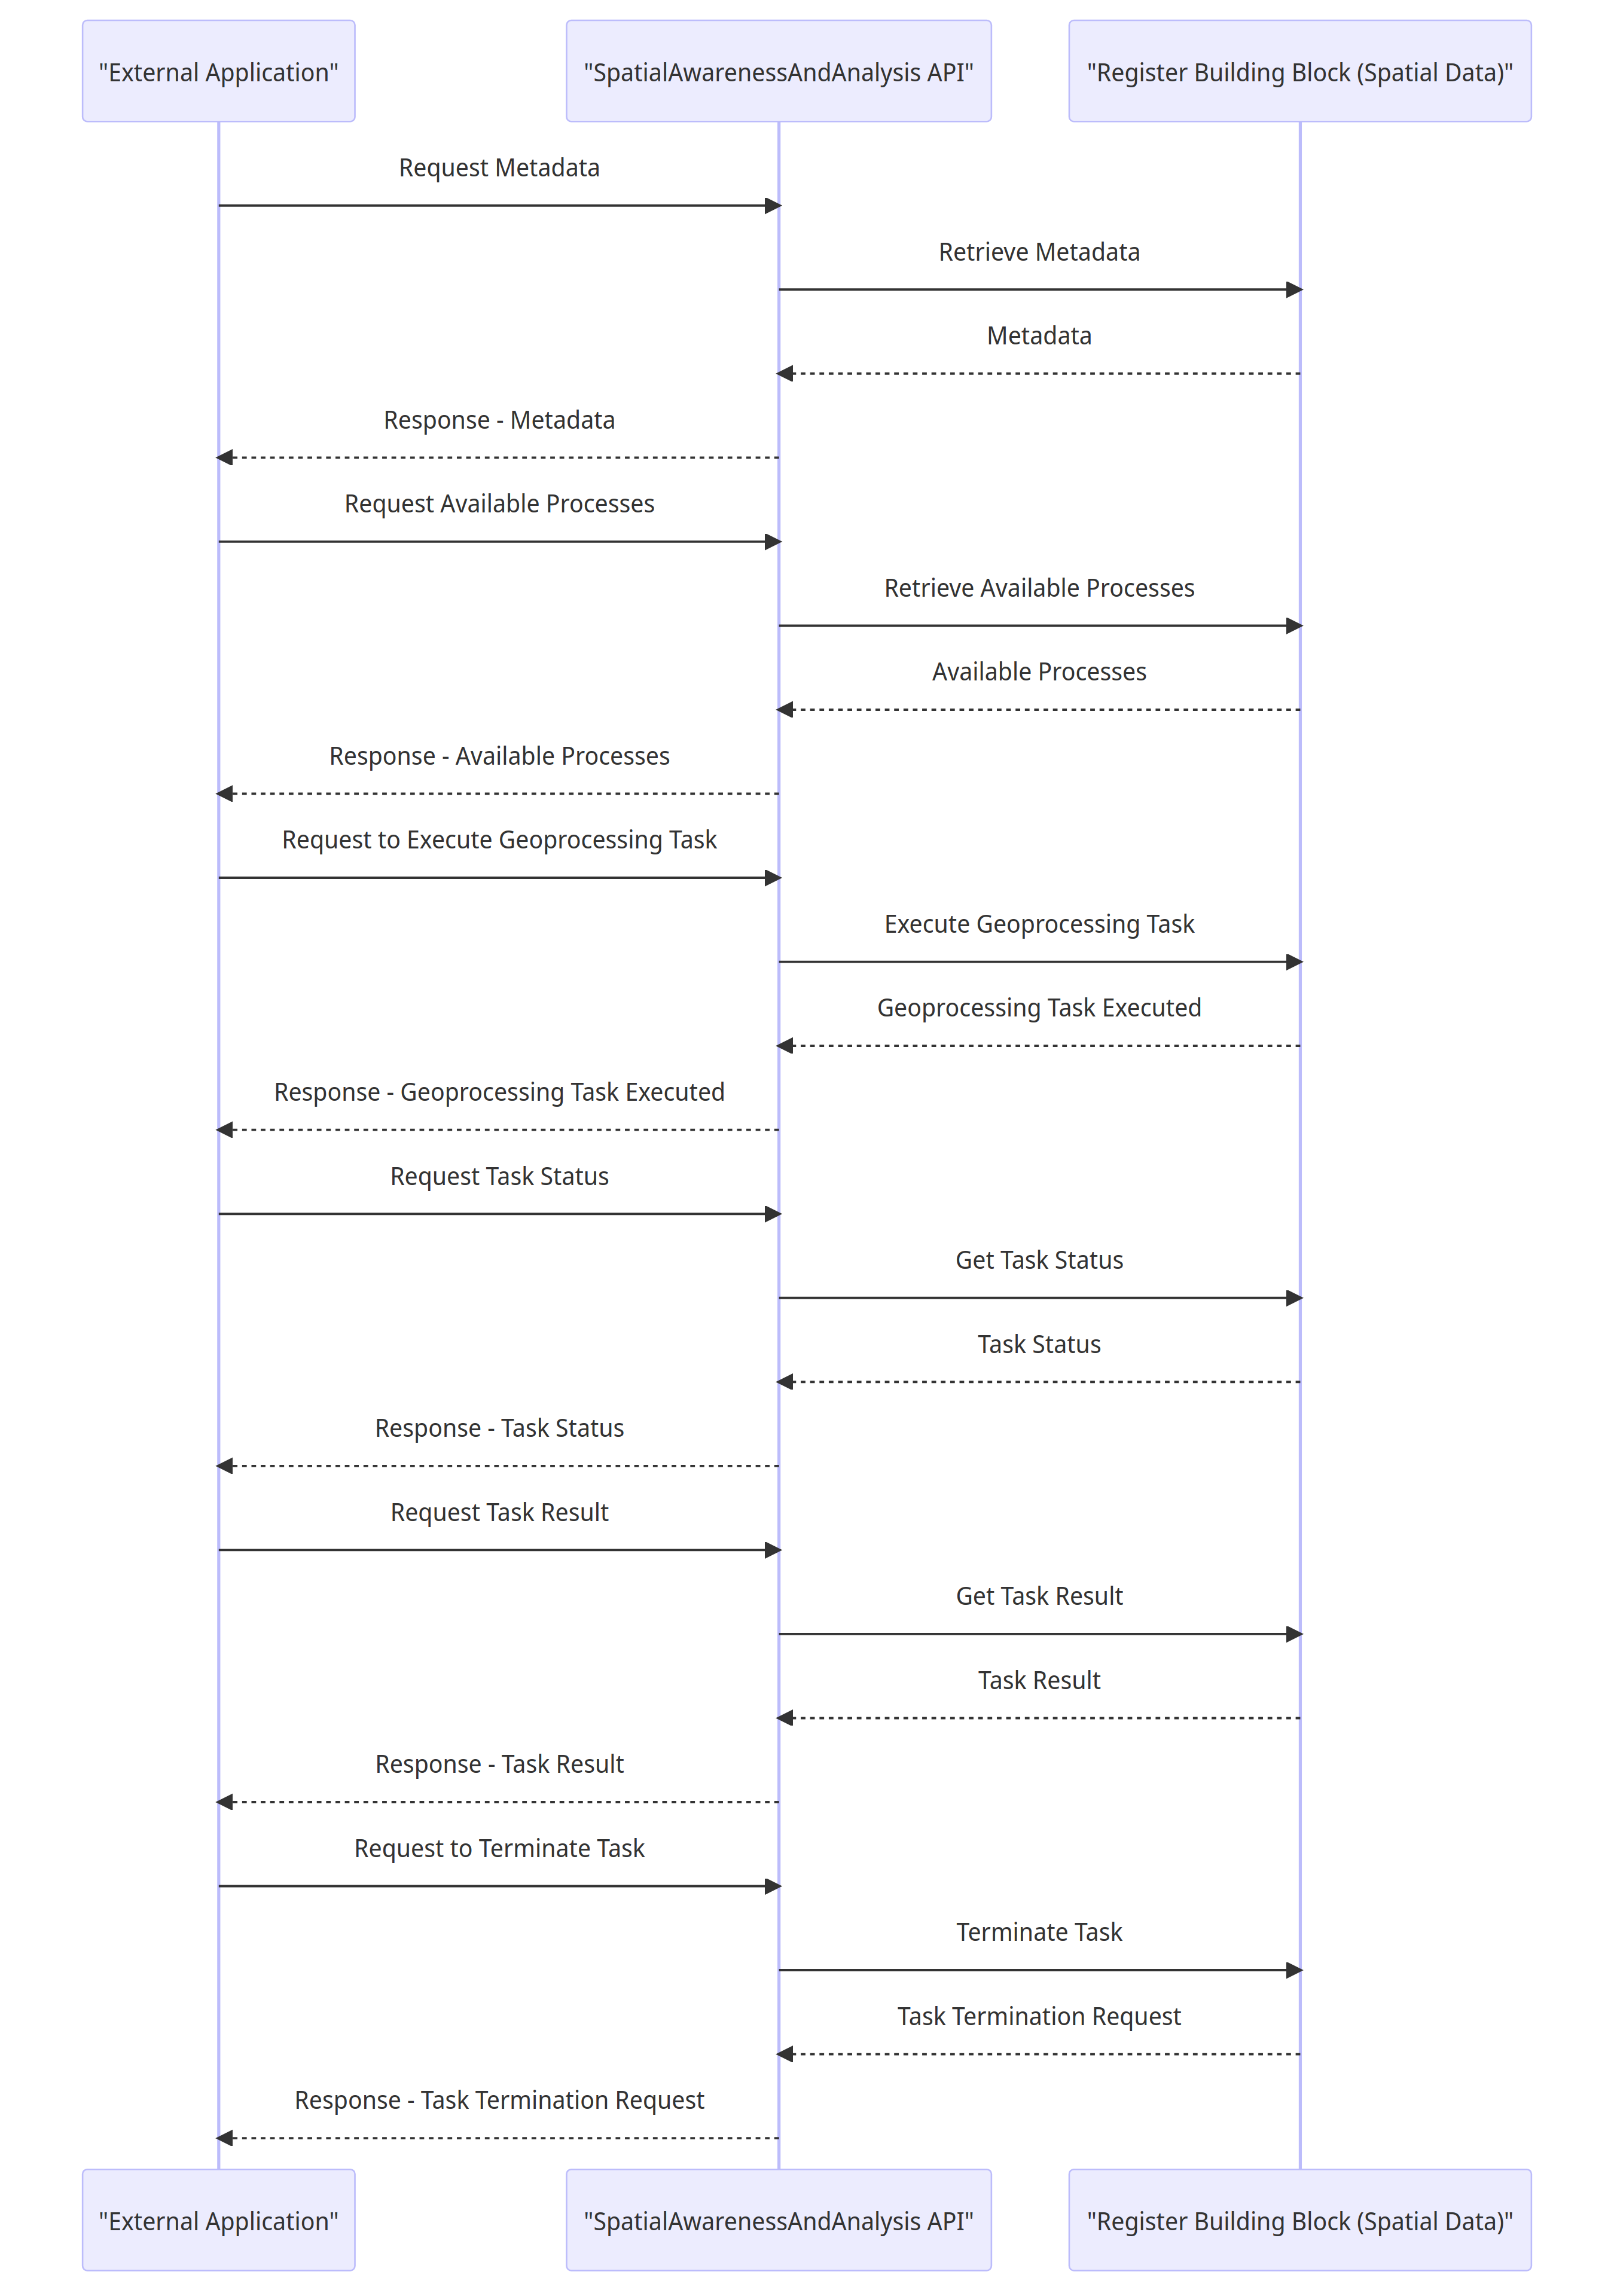 "External Application"
"SpatialAwarenessAndAnalysis API"
"Register Building Block (Spatial Data)"
Request Metadata
Retrieve Metadata
Metadata
Response - Metadata
Request Available Processes
Retrieve Available Processes
Available Processes
Response - Available Processes
Request to Execute Geoprocessing Task
Execute Geoprocessing Task
Geoprocessing Task Executed
Response - Geoprocessing Task Executed
Request Task Status
Get Task Status
Task Status
Response - Task Status
Request Task Result
Get Task Result
Task Result
Response - Task Result
Request to Terminate Task
Terminate Task
Task Termination Request
Response - Task Termination Request
"External Application"
"SpatialAwarenessAndAnalysis API"
"Register Building Block (Spatial Data)"